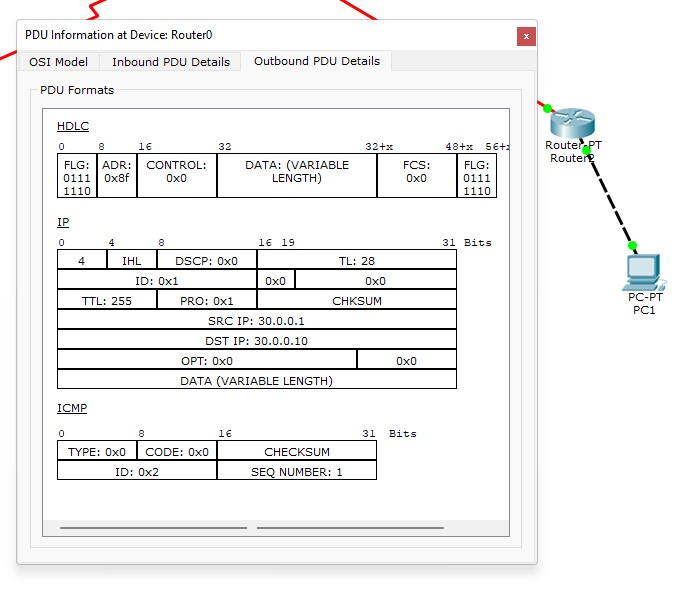 PDU Information at Device: Router0
x
OSI Model Inbound PDU Details Outbound PDU Details
PDU Formats
HDLC
0 8 16 32 32+x 48+x 56+x
FLG: 0111 1110 ADR: 0x8f CONTROL: 0x0 DATA: (VARIABLE LENGTH) FCS: 0x0 FLG: 0111 1110
IP
0 4 8 16 19 31 Bits
4 IHL DSCP: 0x0 TL: 28
ID: 0x1 0x0 0x0
TTL: 255 PRO: 0x1 CHKSUM
SRC IP: 30.0.0.1
DST IP: 30.0.0.10
OPT: 0x0 0x0
DATA (VARIABLE LENGTH)
ICMP
0 8 16 31 Bits
TYPE: 0x0 CODE: 0x0 CHECKSUM
ID: 0x2 SEQ NUMBER: 1
Router-PT
Router2
PC-PT
PC1